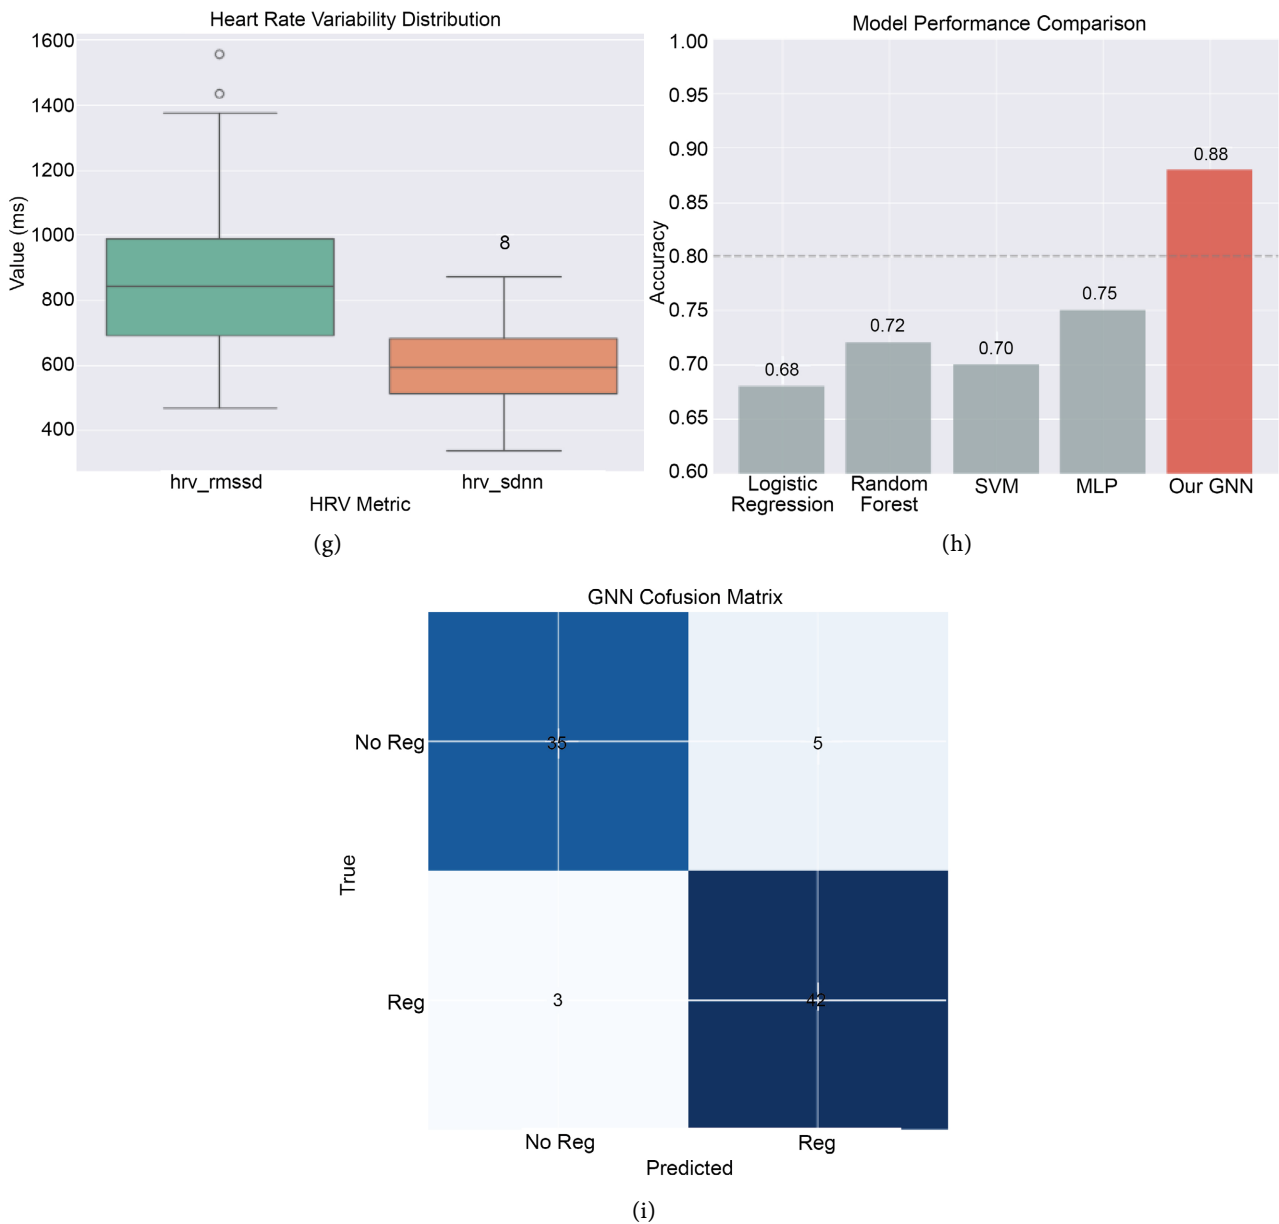 Heart Rate Variability Distribution
1600
1400
1200
1000
800
600
400
Value (ms)
8
hrv_rmssd
hrv_sdnn
HRV Metric
(g)
Model Performance Comparison
1.00
0.95
0.90
0.85
0.80
0.75
0.70
0.65
0.60
Accuracy
0.68
0.72
0.70
0.75
0.88
Logistic
Regression
Random
Forest
SVM
MLP
Our GNN
(h)
GNN Cofusion Matrix
No Reg
35
5
True
Reg
3
42
No Reg
Reg
Predicted
(i)